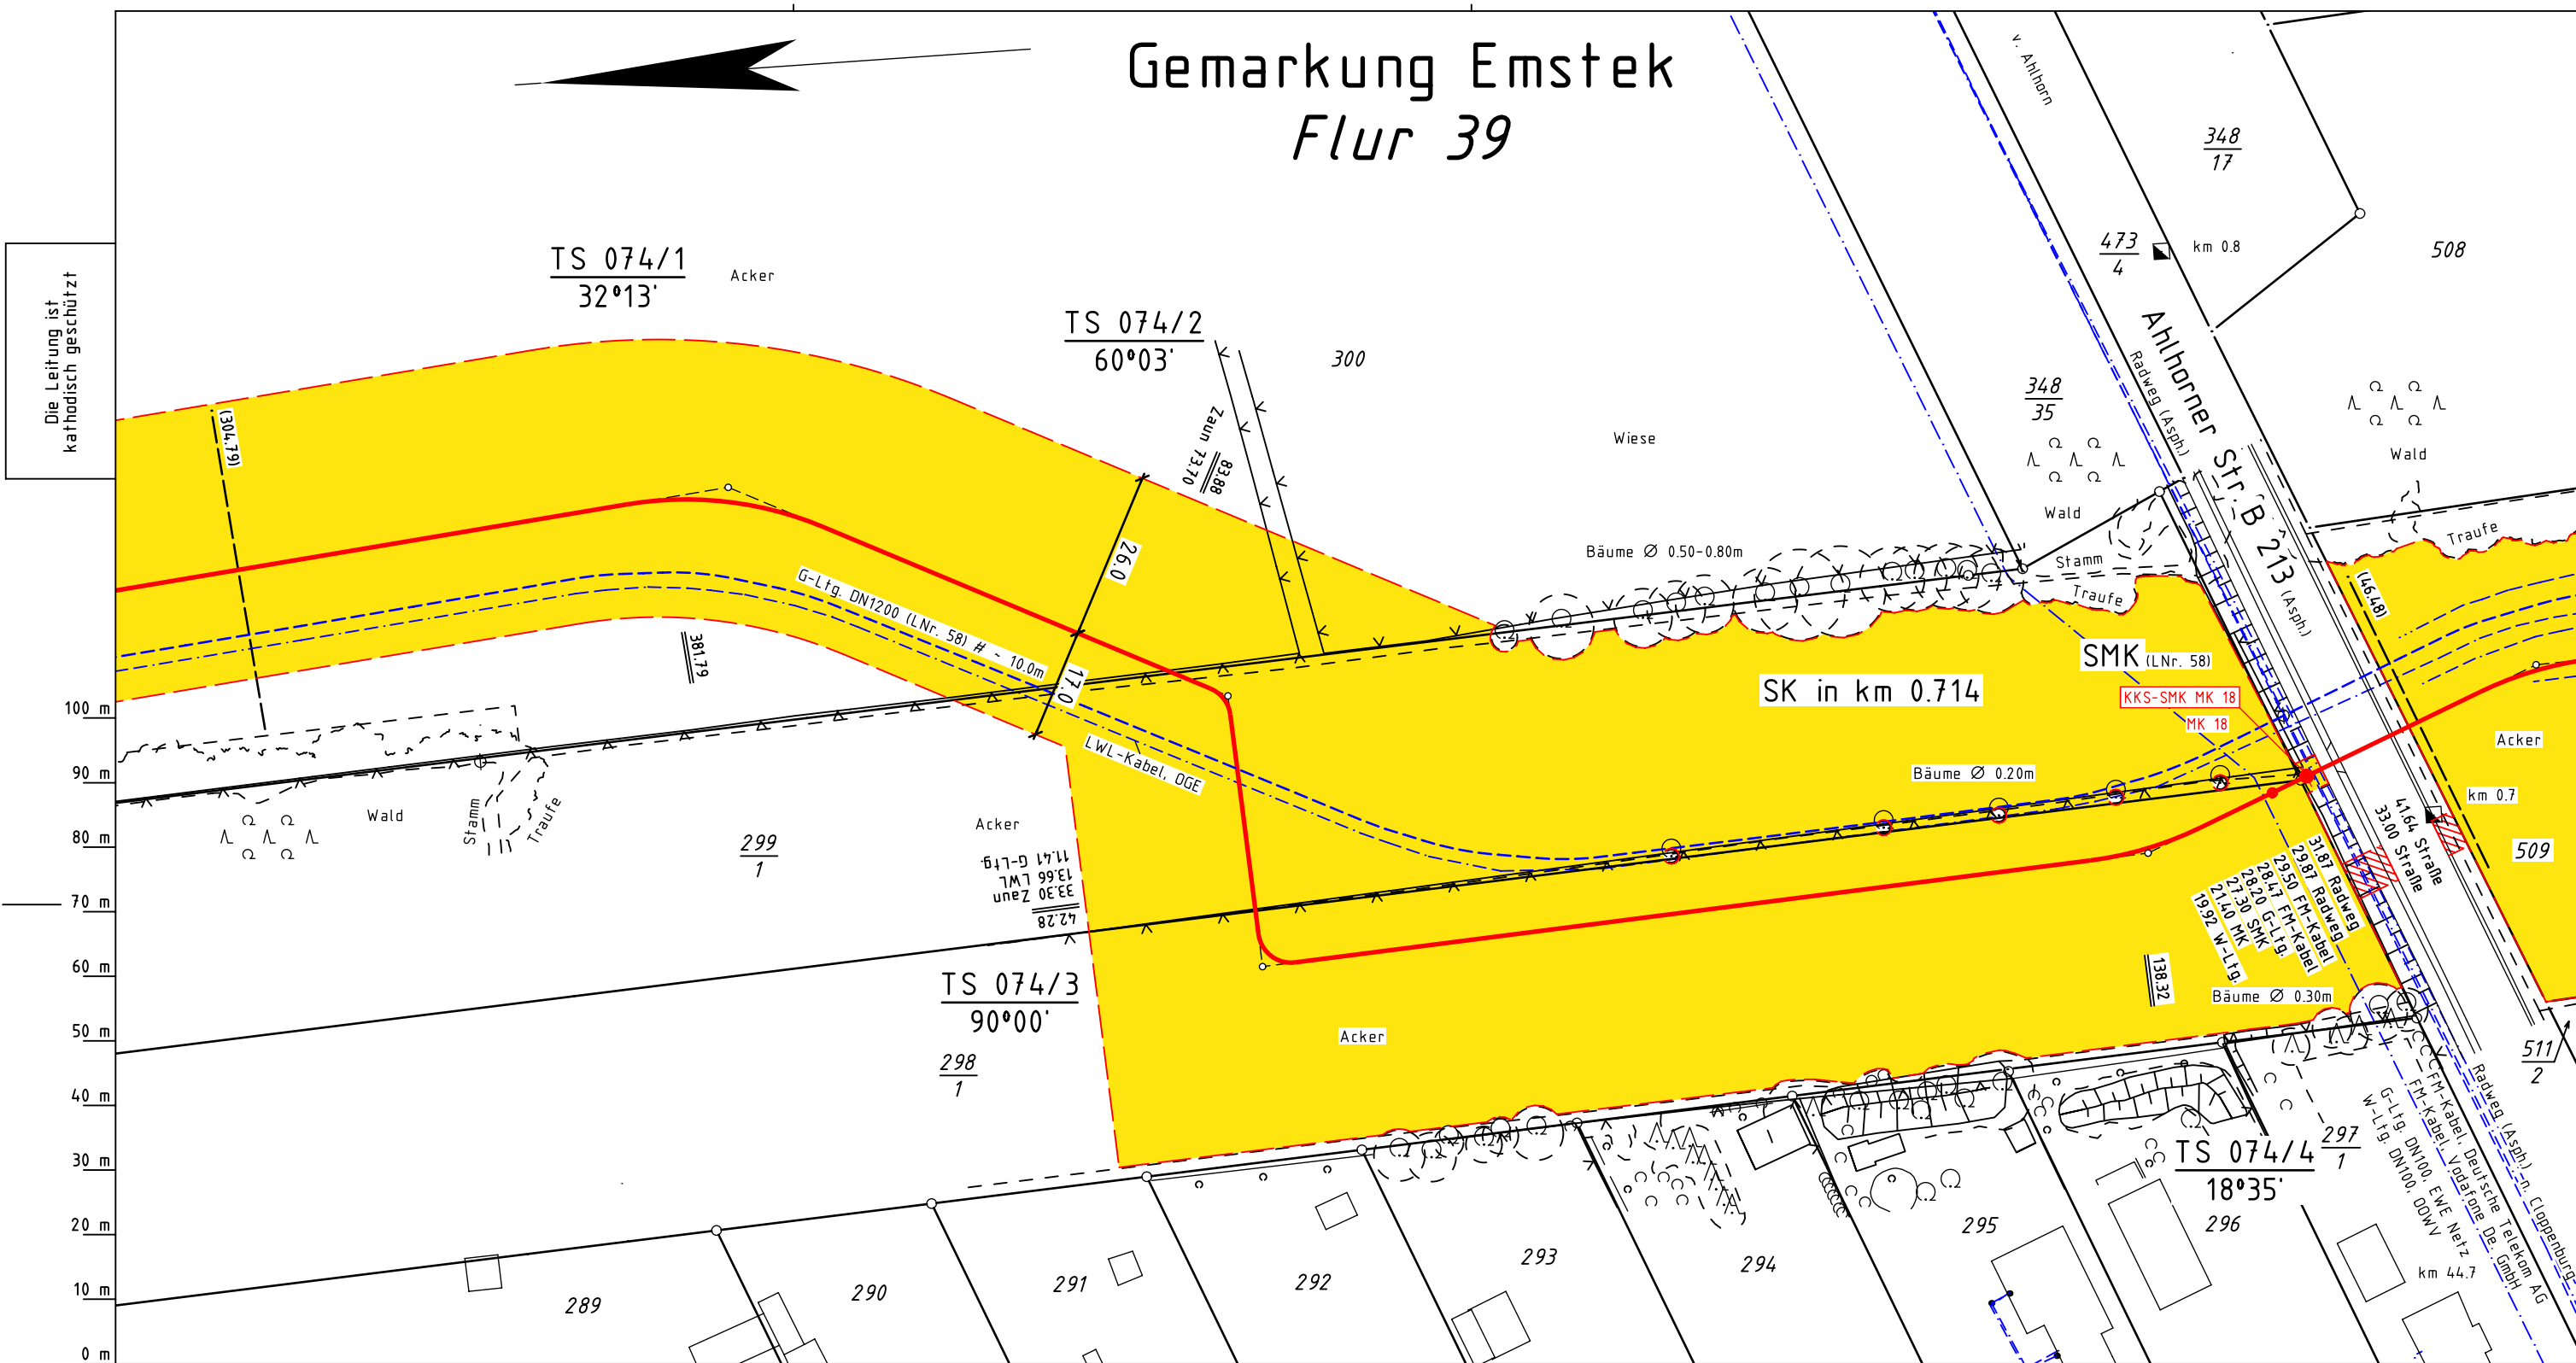 Gemarkung Emstek
Flur 39
Die Leitung ist
kathodisch geschützt
TS 074/1
32°13'
Acker
TS 074/2
60°03'
300
Zaun 73.70
83.88
Wiese
(304.79)
26.0
17.0
G-Ltg. DN1200 (LNr. 58) # - 10.0m
LWL-Kabel, OGE
381.79
v. Ahlhorn
348
17
473
4
km 0.8
508
348
35
Wald
Ahlhorner Str. B 213 (Asph.)
Radweg (Asph.)
Wald
Traufe
Bäume Ø 0.50-0.80m
Stamm
Traufe
(46.48)
SMK (LNr. 58)
SK in km 0.714
KKS-SMK MK 18
MK 18
Bäume Ø 0.20m
Acker
km 0.7
509
41.64 Straße
33.00 Straße
31.87 Radweg
29.87 Radweg
29.50 FM-Kabel
28.47 FM-Kabel
28.20 G-Ltg.
27.30 SMK
21.40 MK
19.92 W-Ltg.
138.32
Bäume Ø 0.30m
511
2
Wald
Stamm
Traufe
299
1
Acker
11.41 G-Ltg.
13.66 LWL
33.30 Zaun
42.28
TS 074/3
90°00'
298
1
Acker
TS 074/4
18°35'
297
1
Radweg (Asph.)
n. Cloppenburg
FM-Kabel, Deutsche Telekom AG
FM-Kabel, Vodafone De. GmbH
G-Ltg. DN100, EWE Netz
W-Ltg. DN100, OOWV
km 44.7
289
290
291
292
293
294
295
296
100 m
90 m
80 m
70 m
60 m
50 m
40 m
30 m
20 m
10 m
0 m